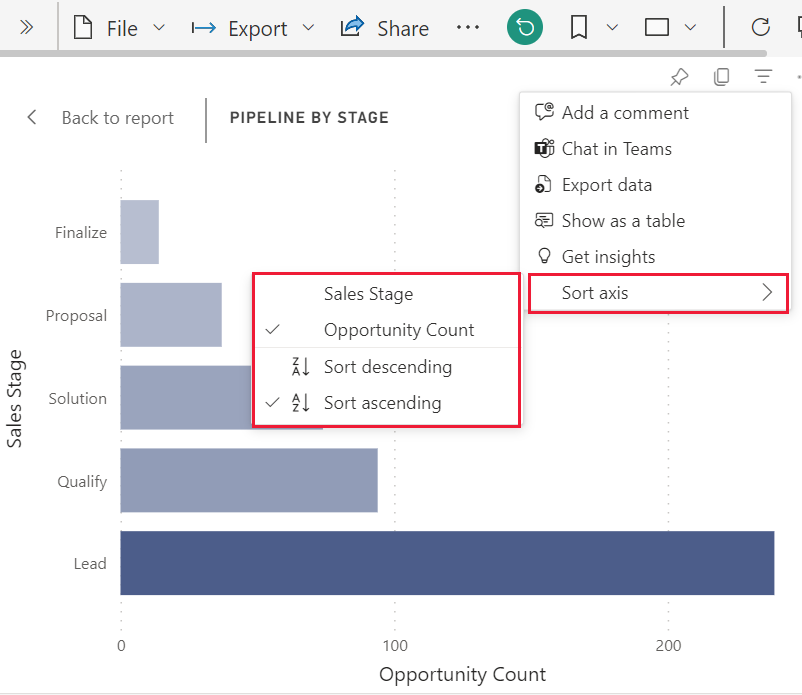 File Export Share
Back to report PIPELINE BY STAGE
Add a comment
Chat in Teams
Export data
Show as a table
Get insights
Sort axis
Sales Stage
Opportunity Count
Sort descending
Sort ascending
Sales Stage
Finalize
Proposal
Solution
Qualify
Lead
0 100 200
Opportunity Count